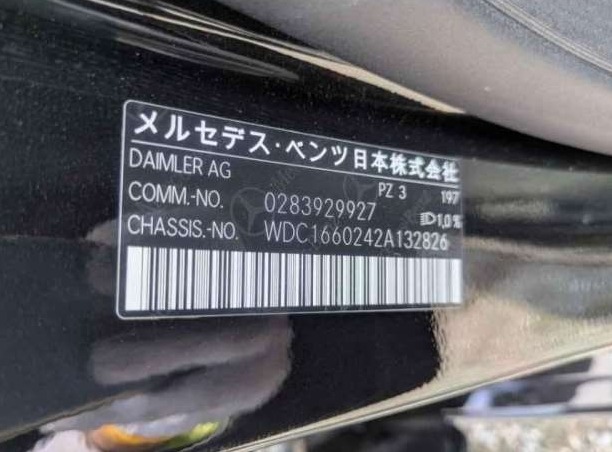 メルセデス・ベンツ日本株式会社
DAIMLER AG PZ 3 197
COMM.-NO. 0283929927 1,0%
CHASSIS.-NO. WDC1660242A132826